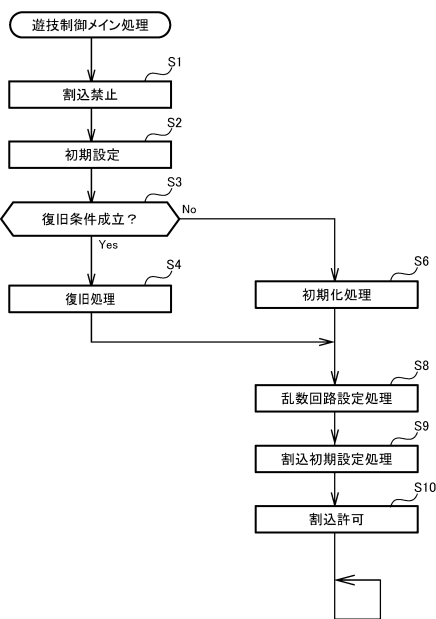 遊技制御メイン処理
S1
割込禁止
S2
初期設定
S3
復旧条件成立？
No
Yes
S4
復旧処理
S6
初期化処理
S8
乱数回路設定処理
S9
割込初期設定処理
S10
割込許可